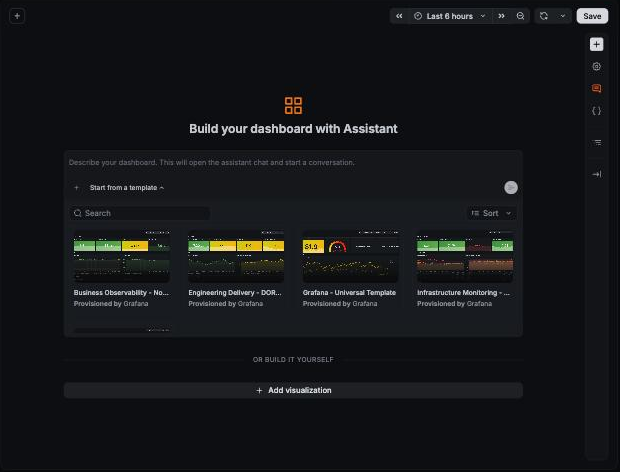 Last 6 hours
Save
Build your dashboard with Assistant
Describe your dashboard. This will open the assistant chat and start a conversation.
Start from a template
Search
Sort
Business Observability - No...
Provisioned by Grafana
Engineering Delivery - DOR...
Provisioned by Grafana
$1.9
Grafana - Universal Template
Provisioned by Grafana
Infrastructure Monitoring - ...
Provisioned by Grafana
OR BUILD IT YOURSELF
+ Add visualization